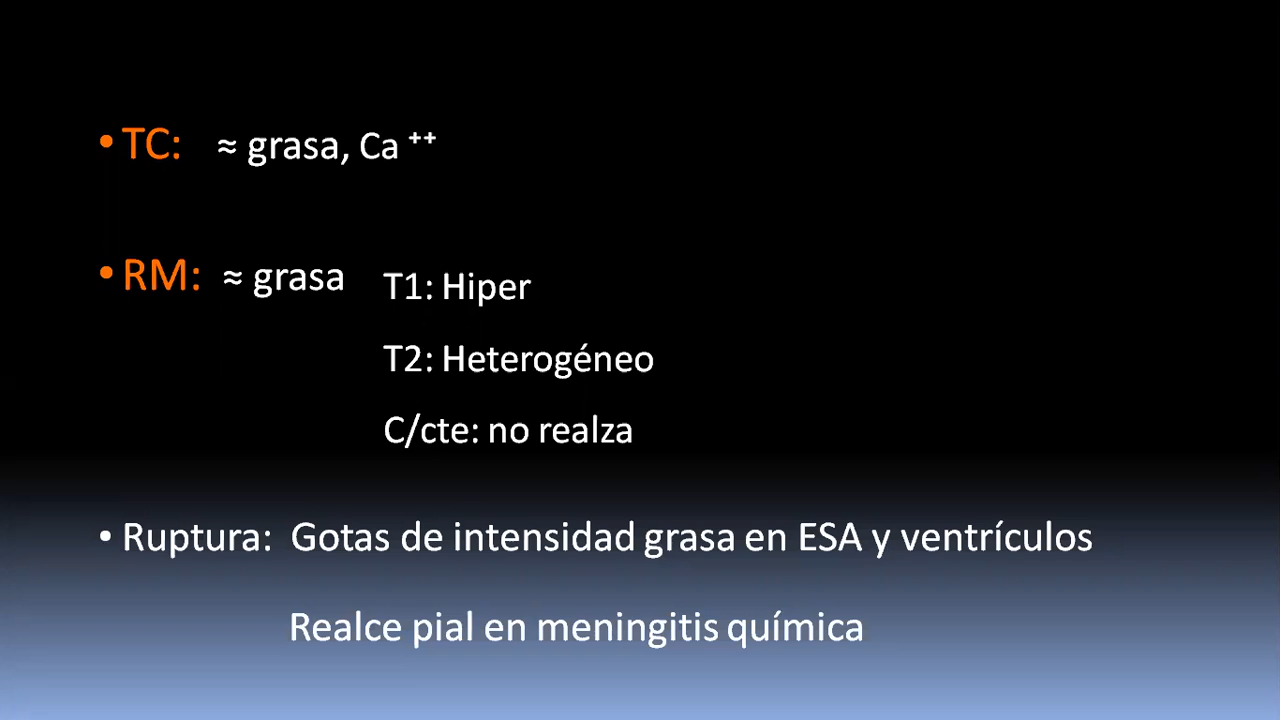 • TC: ≈ grasa, Ca ⁺⁺
• RM: ≈ grasa T1: Hiper
T2: Heterogéneo
C/cte: no realza
• Ruptura: Gotas de intensidad grasa en ESA y ventrículos
Realce pial en meningitis química